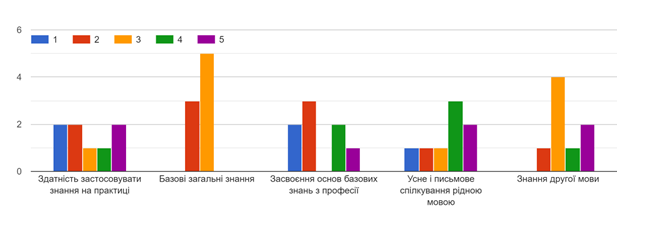 6
1 2 3 4 5
4
2
0
Здатність застосовувати
знання на практиці
Базові загальні знання
Засвоєння основ базових
знань з професії
Усне і письмове
спілкування рідною
мовою
Знання другої мови